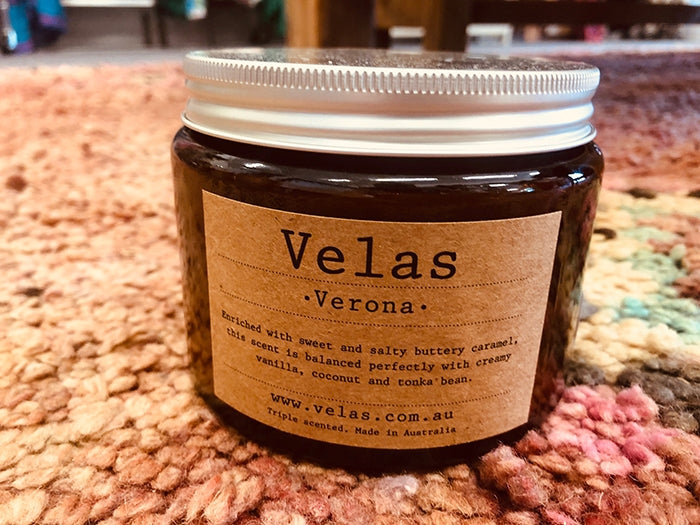 Velas
·Verona·
Enriched with sweet and salty buttery caramel,
this scent is balanced perfectly with creamy
vanilla, coconut and tonka bean.
www.velas.com.au
Triple scented. Made in Australia